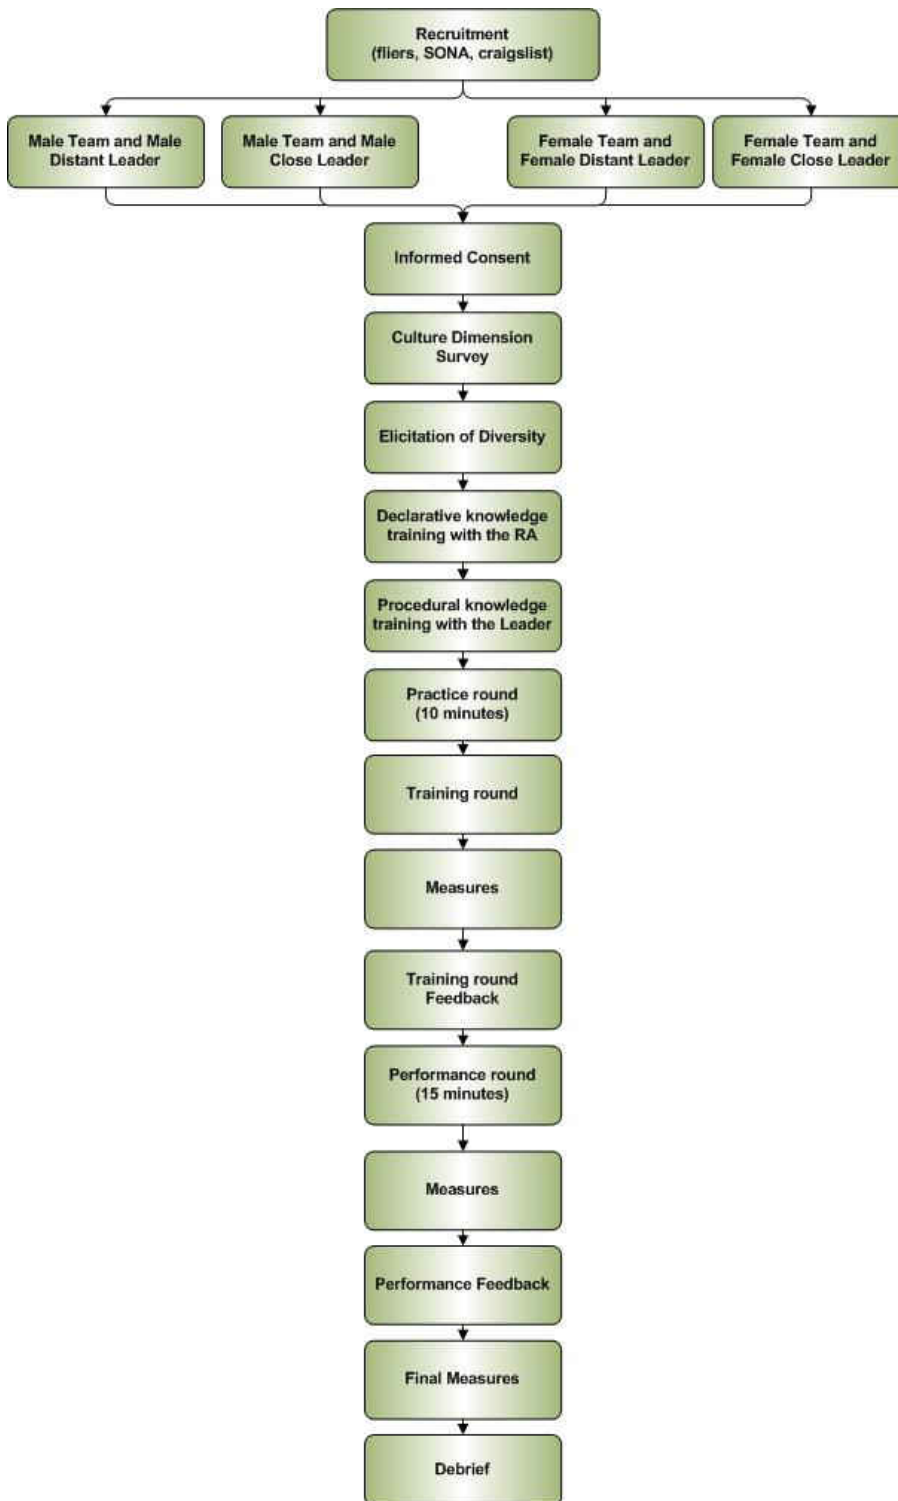 Recruitment
(fliers, SONA, craigslist)
Male Team and Male
Distant Leader
Male Team and Male
Close Leader
Female Team and
Female Distant Leader
Female Team and
Female Close Leader
Informed Consent
Culture Dimension
Survey
Elicitation of Diversity
Declarative knowledge
training with the RA
Procedural knowledge
training with the Leader
Practice round
(10 minutes)
Training round
Measures
Training round
Feedback
Performance round
(15 minutes)
Measures
Performance Feedback
Final Measures
Debrief